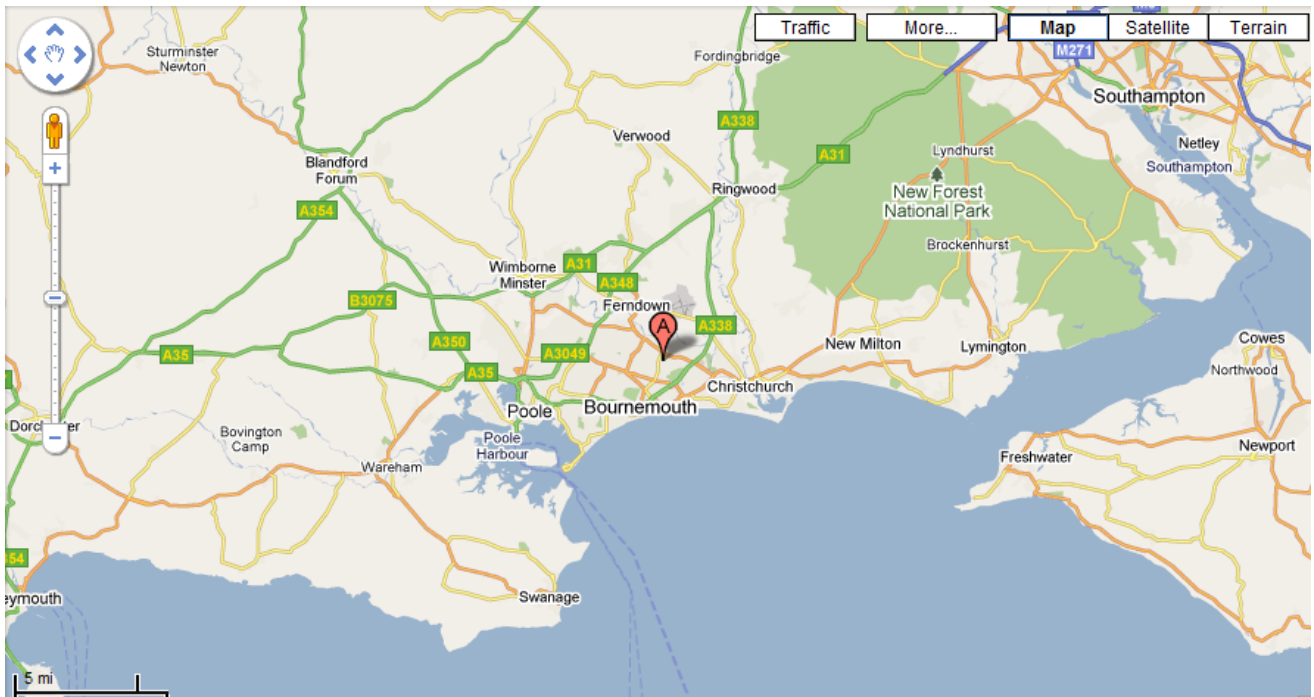 Traffic
More...
Map
Satellite
Terrain
M271
Sturminster
Newton
Fordingbridge
Southampton
A338
Verwood
Netley
Lyndhurst
Southampton
A31
Blandford
Forum
Ringwood
New Forest
National Park
A354
Brockenhurst
Wimborne
Minster
A31
A348
B3075
Ferndown
A338
A
A350
A35
A3049
New Milton
Lymington
Cowes
Northwood
A35
Christchurch
Poole
Bournemouth
Bovington
Camp
Poole
Harbour
Newport
Wareham
Freshwater
Swanage
5 mi